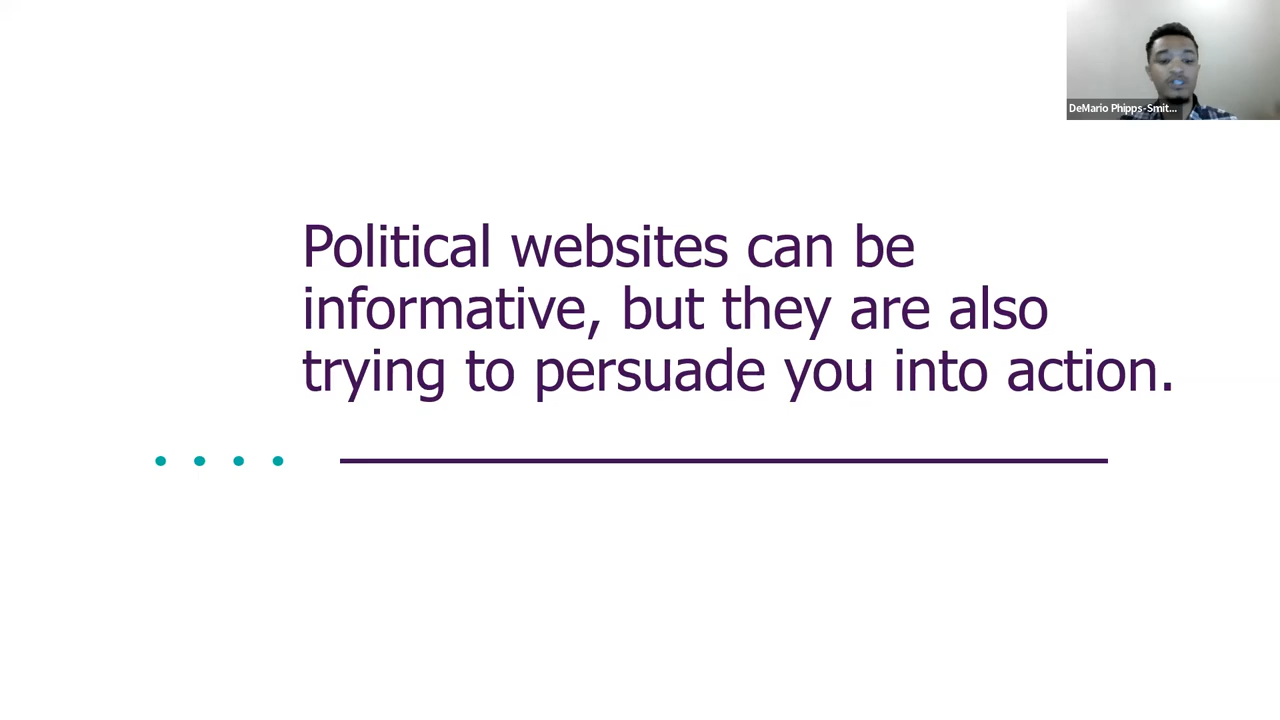 DeMario Phipps-Smit...
Political websites can be
informative, but they are also
trying to persuade you into action.